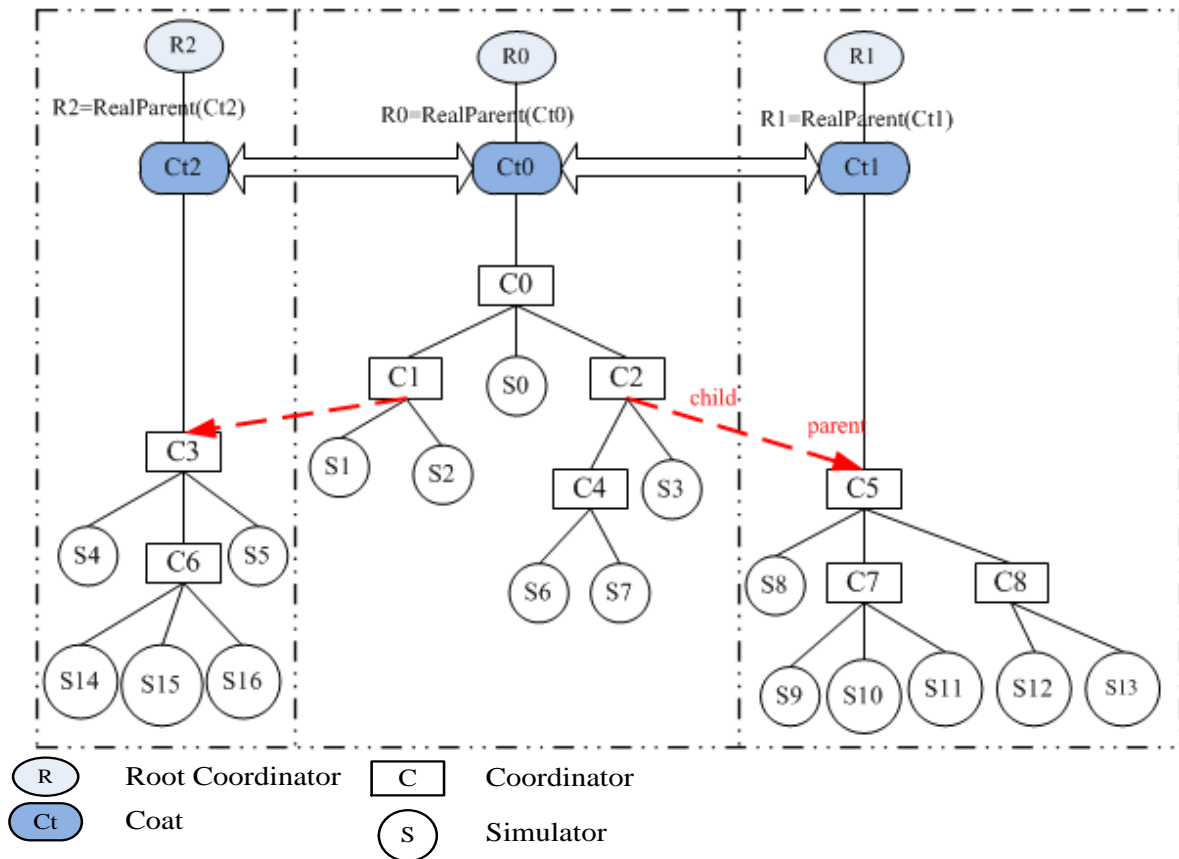 R2
R0
R1
R2=RealParent(Ct2)
R0=RealParent(Ct0)
R1=RealParent(Ct1)
Ct2
Ct0
Ct1
C0
C1
S0
C2
child
parent
C3
S1
S2
C4
S3
C5
S4
C6
S5
S6
S7
S8
C7
C8
S14
S15
S16
S9
S10
S11
S12
S13
R
Root Coordinator
C
Coordinator
Ct
Coat
S
Simulator